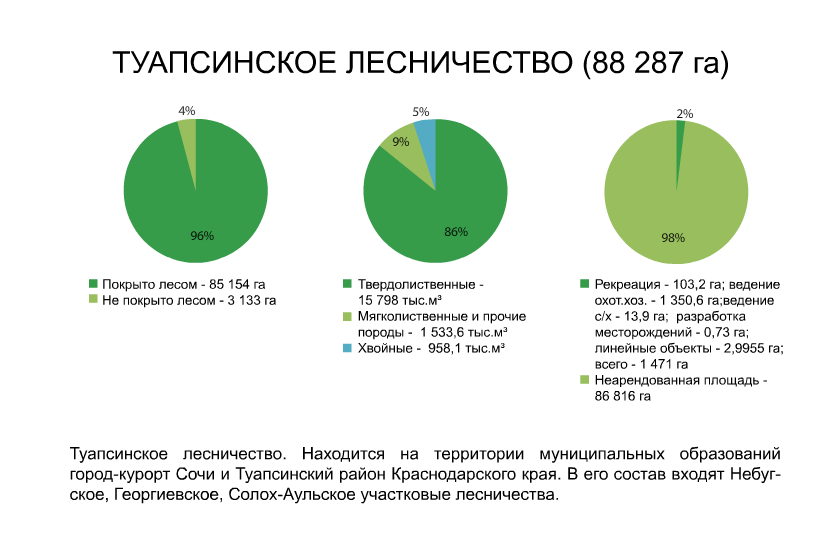 ТУАПСИНСКОЕ ЛЕСНИЧЕСТВО (88 287 га)
4%
96%
Покрыто лесом - 85 154 га
Не покрыто лесом - 3 133 га
5%
9%
86%
Твердолиственные -
15 798 тыс.м³
Мягколиственные и прочие
породы - 1 533,6 тыс.м³
Хвойные - 958,1 тыс.м³
2%
98%
Рекреация - 103,2 га; ведение
охот.хоз. - 1 350,6 га;ведение
с/х - 13,9 га; разработка
месторождений - 0,73 га;
линейные объекты - 2,9955 га;
всего - 1 471 га
Неарендованная площадь -
86 816 га
Туапсинское лесничество. Находится на территории муниципальных образований
город-курорт Сочи и Туапсинский район Краснодарского края. В его состав входят Небуг-
ское, Георгиевское, Солох-Аульское участковые лесничества.